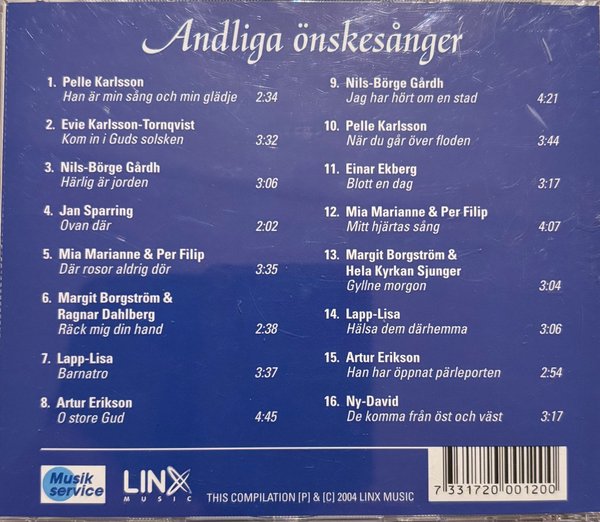 Andliga önskesånger
1. Pelle Karlsson
Han är min sång och min glädje 2:34
2. Evie Karlsson-Tornqvist
Kom in i Guds solsken 3:32
3. Nils-Börge Gårdh
Härlig är jorden 3:06
4. Jan Sparring
Ovan där 2:02
5. Mia Marianne & Per Filip
Där rosor aldrig dör 3:35
6. Margit Borgström &
Ragnar Dahlberg
Räck mig din hand 2:38
7. Lapp-Lisa
Barnatro 3:37
8. Artur Erikson
O store Gud 4:45
9. Nils-Börge Gårdh
Jag har hört om en stad 4:21
10. Pelle Karlsson
När du går över floden 3:44
11. Einar Ekberg
Blott en dag 3:17
12. Mia Marianne & Per Filip
Mitt hjärtas sång 4:07
13. Margit Borgström &
Hela Kyrkan Sjunger
Gyllne morgon 3:04
14. Lapp-Lisa
Hälsa dem därhemma 3:06
15. Artur Erikson
Han har öppnat pärleporten 2:54
16. Ny-David
De komma från öst och väst 3:17
Musik
service
LINX
MUSIC
THIS COMPILATION [P] & [C] 2004 LINX MUSIC
7 331720 001200